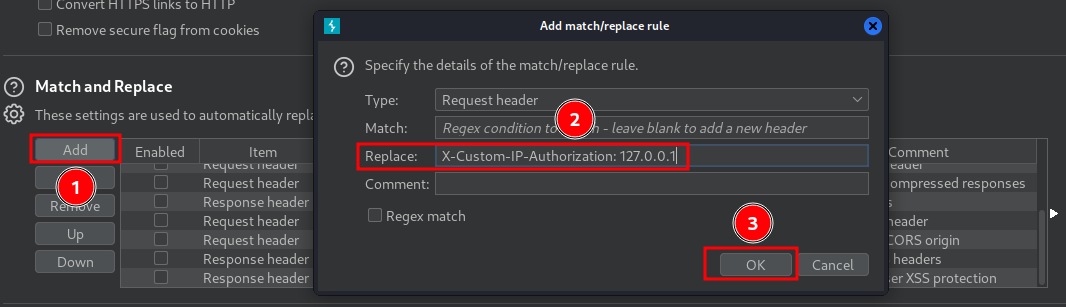 Convert HTTPS links to HTTP
Remove secure flag from cookies
Match and Replace
These settings are used to automatically repla
Add
Remove
Up
Down
Enabled
Item
Request header
Response header
Request header
Request header
Request header
Response header
Response header
Add match/replace rule
Specify the details of the match/replace rule.
Type: Request header
Match: Regex condition to - leave blank to add a new header
Replace: X-Custom-IP-Authorization: 127.0.0.1
Comment:
Regex match
OK
Cancel
Comment
ompressed responses
s
header
CORS origin
headers
er XSS protection
1
2
3